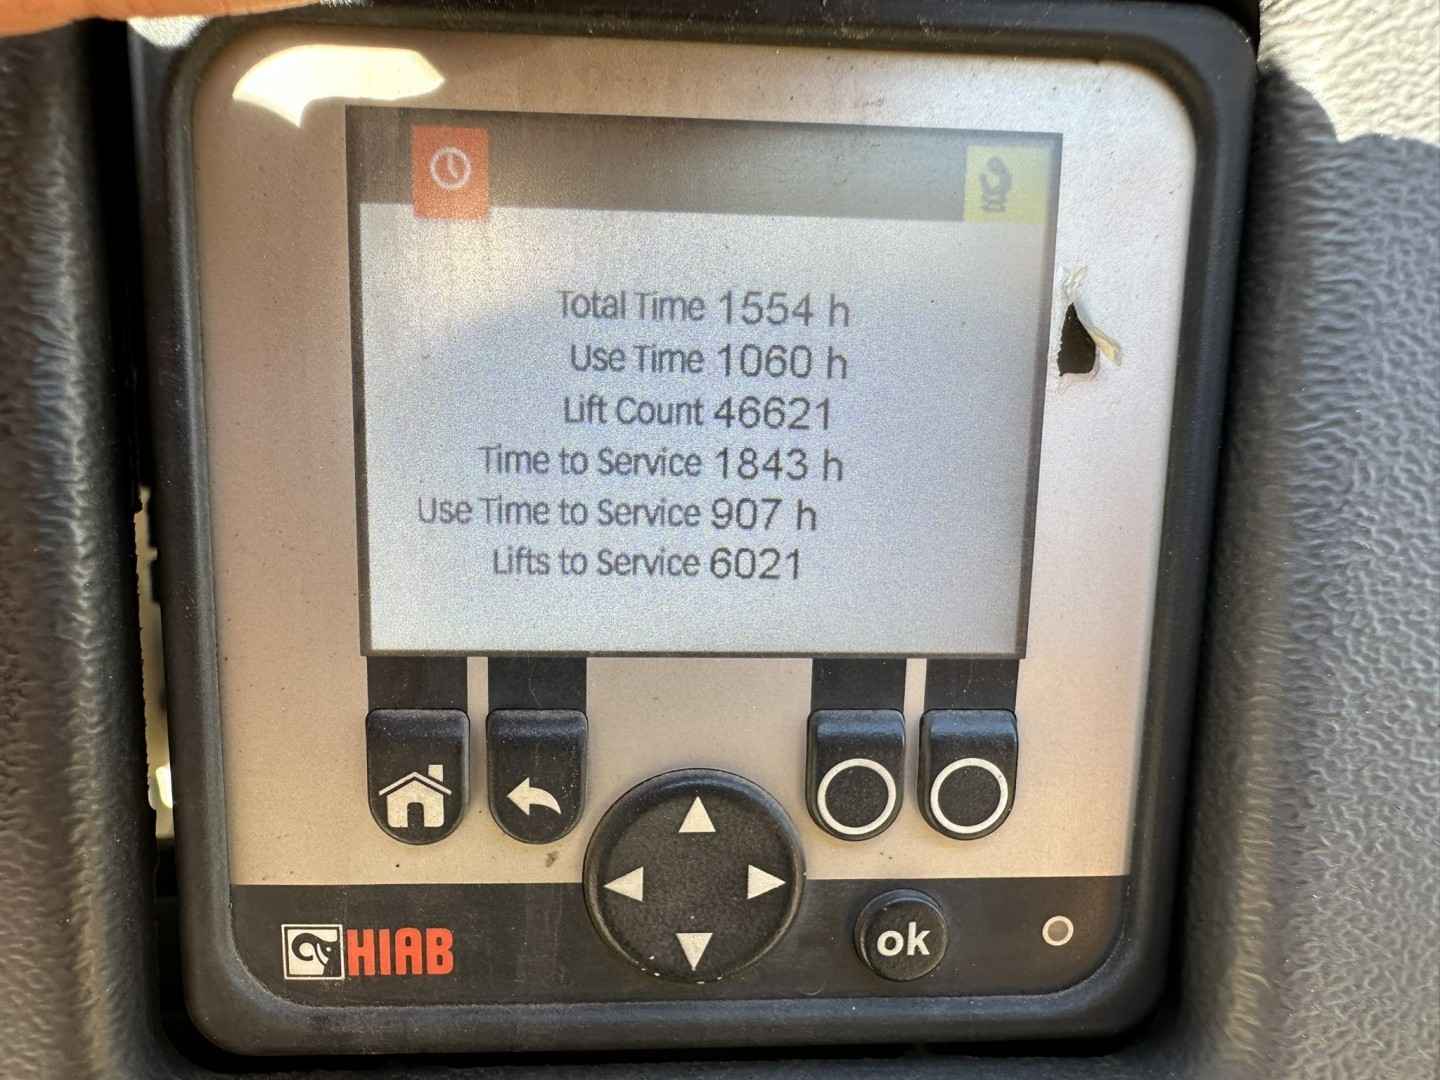 Total Time 1554 h
Use Time 1060 h
Lift Count 46621
Time to Service 1843 h
Use Time to Service 907 h
Lifts to Service 6021
HIAB
ok